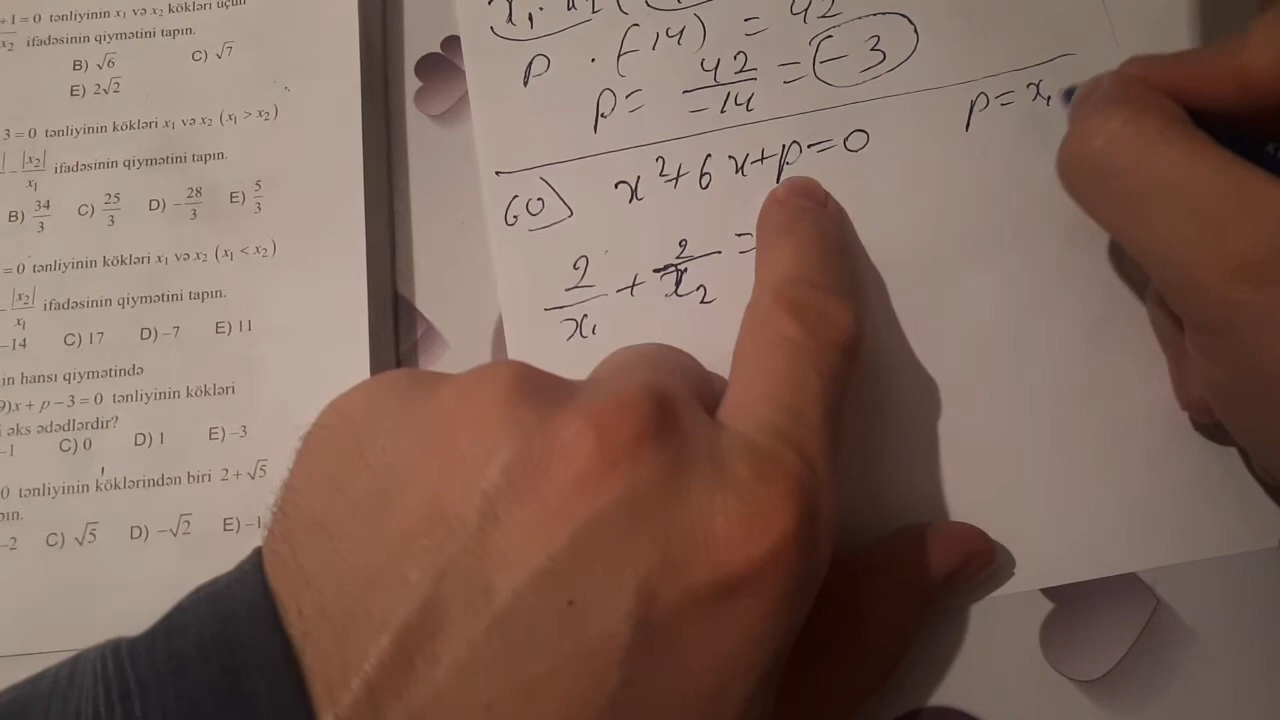 + 1 = 0 tənliyinin x₁ və x₂ kökləri üçün
x₂ ifadəsinin qiymətini tapın.
B) √6 C) √7
E) 2√2
3 = 0 tənliyinin kökləri x₁ və x₂ (x₁ > x₂)
| − |x₂|/x₁ ifadəsinin qiymətini tapın.
B) 34/3 C) 25/3 D) −28/3 E) 5/3
= 0 tənliyinin kökləri x₁ və x₂ (x₁ < x₂)
|x₂|/x₁ ifadəsinin qiymətini tapın.
−14 C) 17 D) −7 E) 11
in hansı qiymətində
9)x + p − 3 = 0 tənliyinin kökləri
əks ədədlərdir?
−1 C) 0 D) 1 E) −3
0 tənliyinin köklərindən biri 2 + √5
−2 C) √5 D) −√2 E) −1
p · (−14) = 42
p = 42/−14 = −3
60) x² + 6x + p = 0
p = x₁
2/x₁ + 2/x₂ =